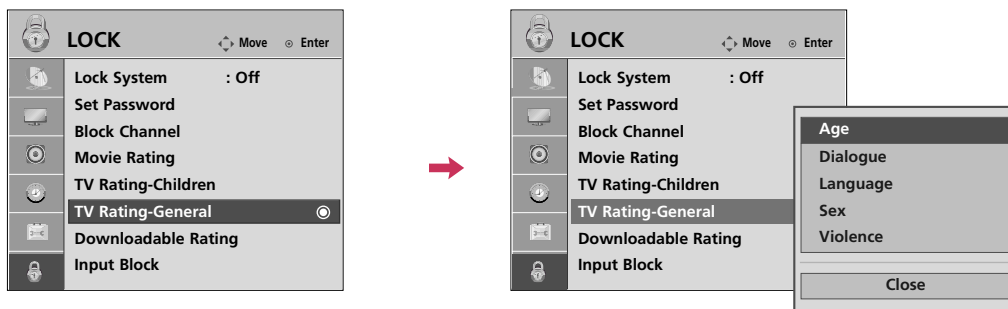 LOCK
Move
Enter
Lock System : Off
Set Password
Block Channel
Movie Rating
TV Rating-Children
TV Rating-General
Downloadable Rating
Input Block
LOCK
Move
Enter
Lock System : Off
Set Password
Block Channel
Movie Rating
TV Rating-Children
TV Rating-General
Downloadable Rating
Input Block
Age
Dialogue
Language
Sex
Violence
Close